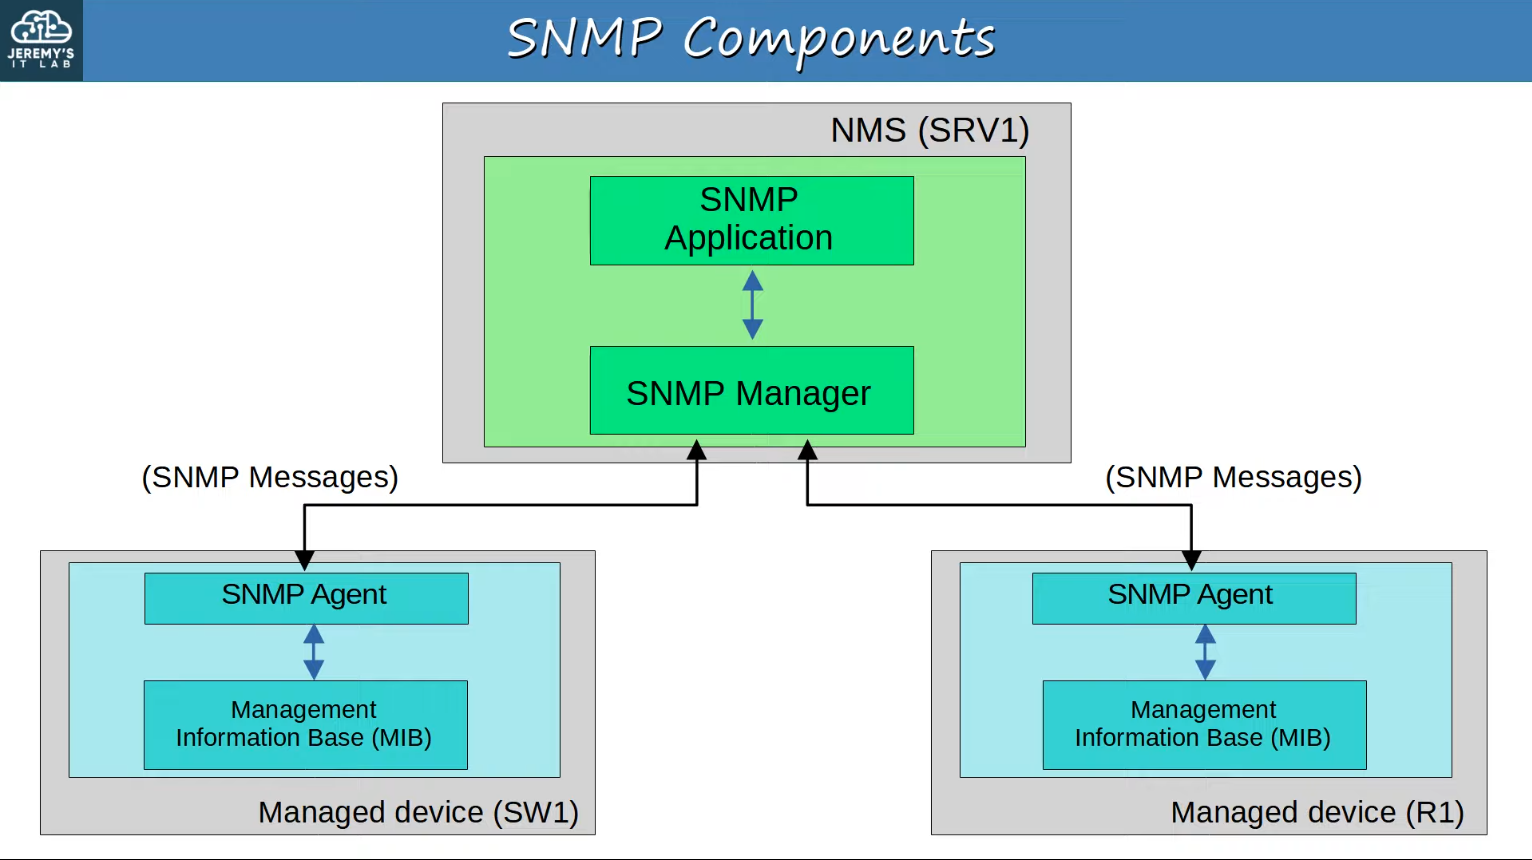 JEREMY'S
IT LAB
SNMP Components
NMS (SRV1)
SNMP
Application
SNMP Manager
(SNMP Messages)
(SNMP Messages)
SNMP Agent
Management
Information Base (MIB)
Managed device (SW1)
SNMP Agent
Management
Information Base (MIB)
Managed device (R1)